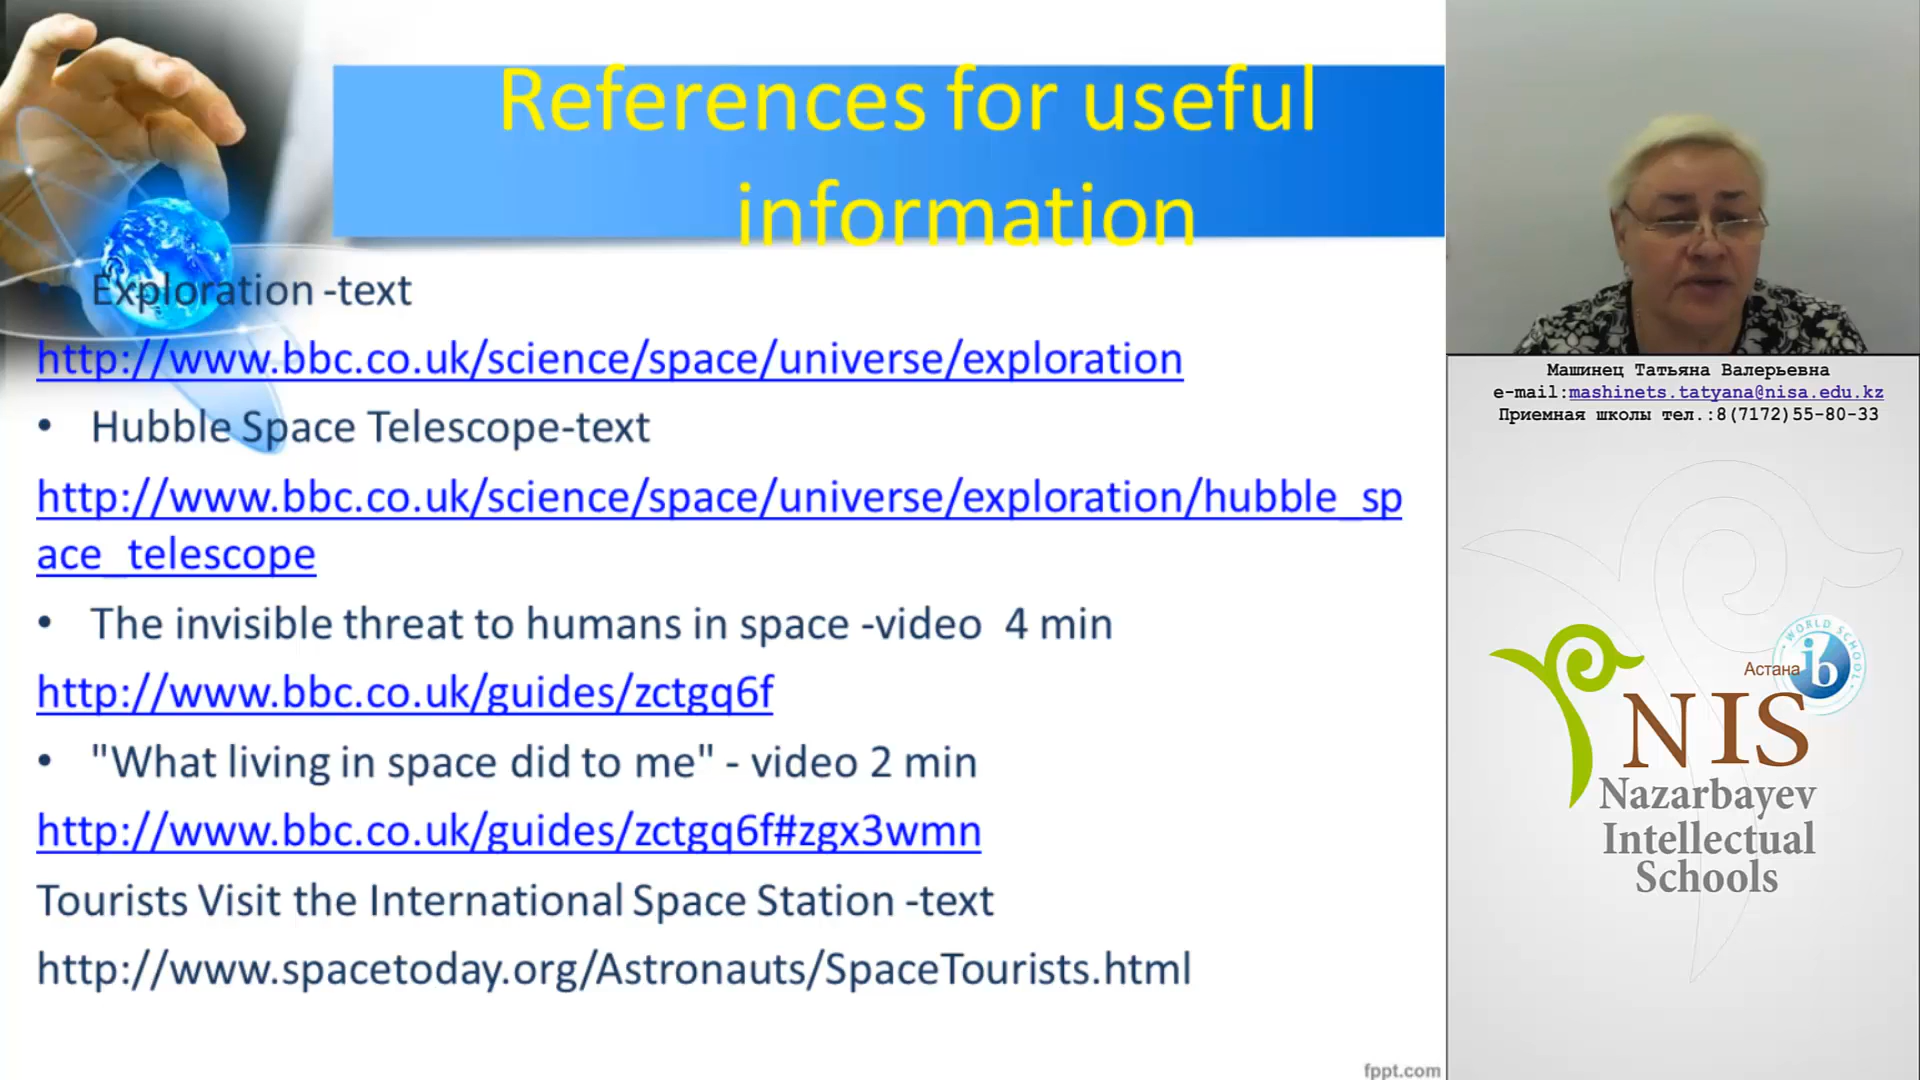 References for useful
information
• Exploration -text
http://www.bbc.co.uk/science/space/universe/exploration
• Hubble Space Telescope-text
http://www.bbc.co.uk/science/space/universe/exploration/hubble_sp
ace_telescope
• The invisible threat to humans in space -video 4 min
http://www.bbc.co.uk/guides/zctgq6f
• "What living in space did to me" - video 2 min
http://www.bbc.co.uk/guides/zctgq6f#zgx3wmn
Tourists Visit the International Space Station -text
http://www.spacetoday.org/Astronauts/SpaceTourists.html
fppt.com
Машинец Татьяна Валерьевна
e-mail:mashinets.tatyana@nisa.edu.kz
Приемная школы тел.:8(7172)55-80-33
WORLD SCHOOL
ib
Астана
NIS
Nazarbayev
Intellectual
Schools